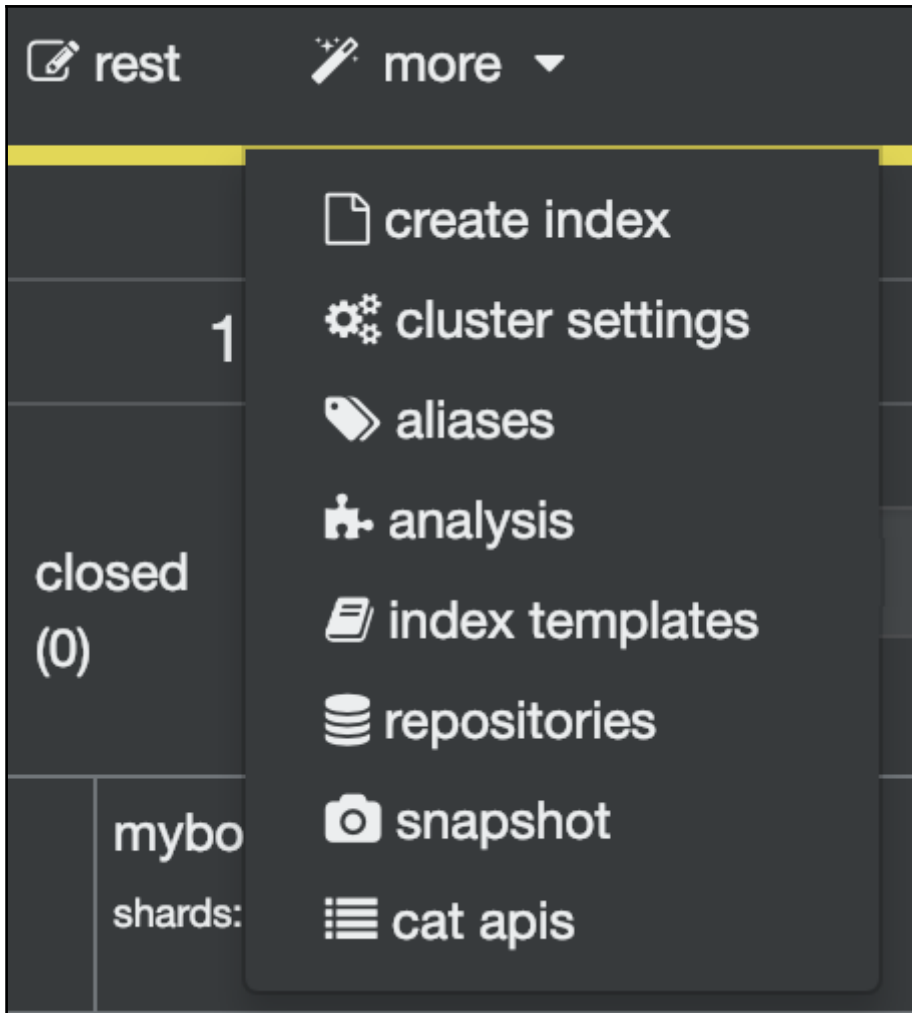 rest more
create index
1
cluster settings
aliases
analysis
closed
(0)
index templates
repositories
mybo
snapshot
shards:
cat apis